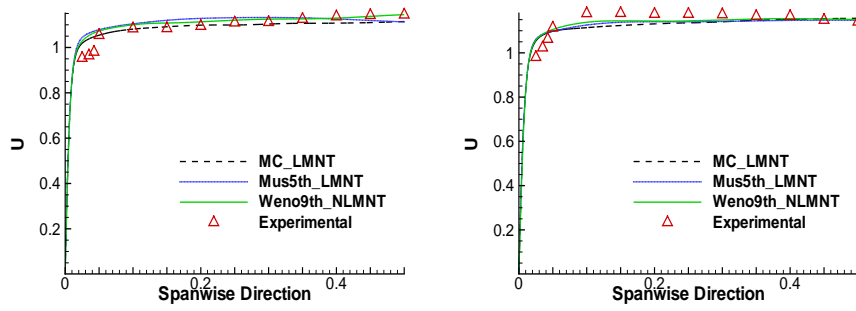 1
0.8
0.6
0.4
0.2
U
MC_LMNT
Mus5th_LMNT
Weno9th_NLMNT
Experimental
0
0.2
0.4
Spanwise Direction
1
0.8
0.6
0.4
0.2
U
MC_LMNT
Mus5th_LMNT
Weno9th_NLMNT
Experimental
0
0.2
0.4
Spanwise Direction